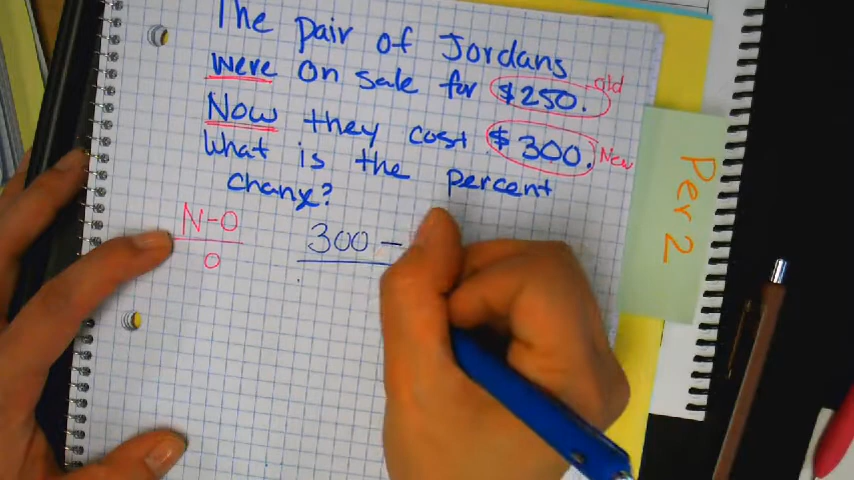 The pair of Jordans
were on sale for $250. old
Now they cost $300. New
What is the percent
change?
N-O
O
300 -
Per 2